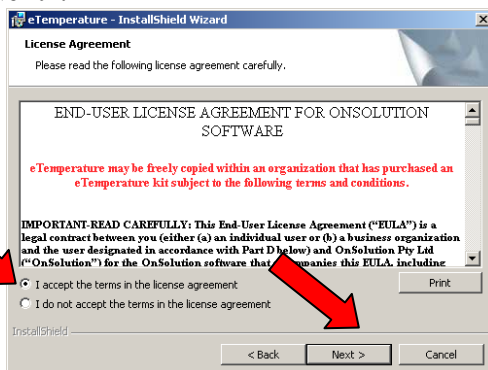 eTemperature - InstallShield Wizard
License Agreement
Please read the following license agreement carefully.
END-USER LICENSE AGREEMENT FOR ONSOLUTION
SOFTWARE
eTemperature may be freely copied within an organization that has purchased an
eTemperature kit subject to the following terms and conditions.
IMPORTANT-READ CAREFULLY: This End-User License Agreement (“EULA”) is a
legal contract between you (either (a) an individual user or (b) a business organization
and the user designated in accordance with Part D below) and OnSolution Pty Ltd
(“OnSolution”) for the OnSolution software that this EULA, including
I accept the terms in the license agreement
Print
I do not accept the terms in the license agreement
InstallShield
< Back
Next >
Cancel